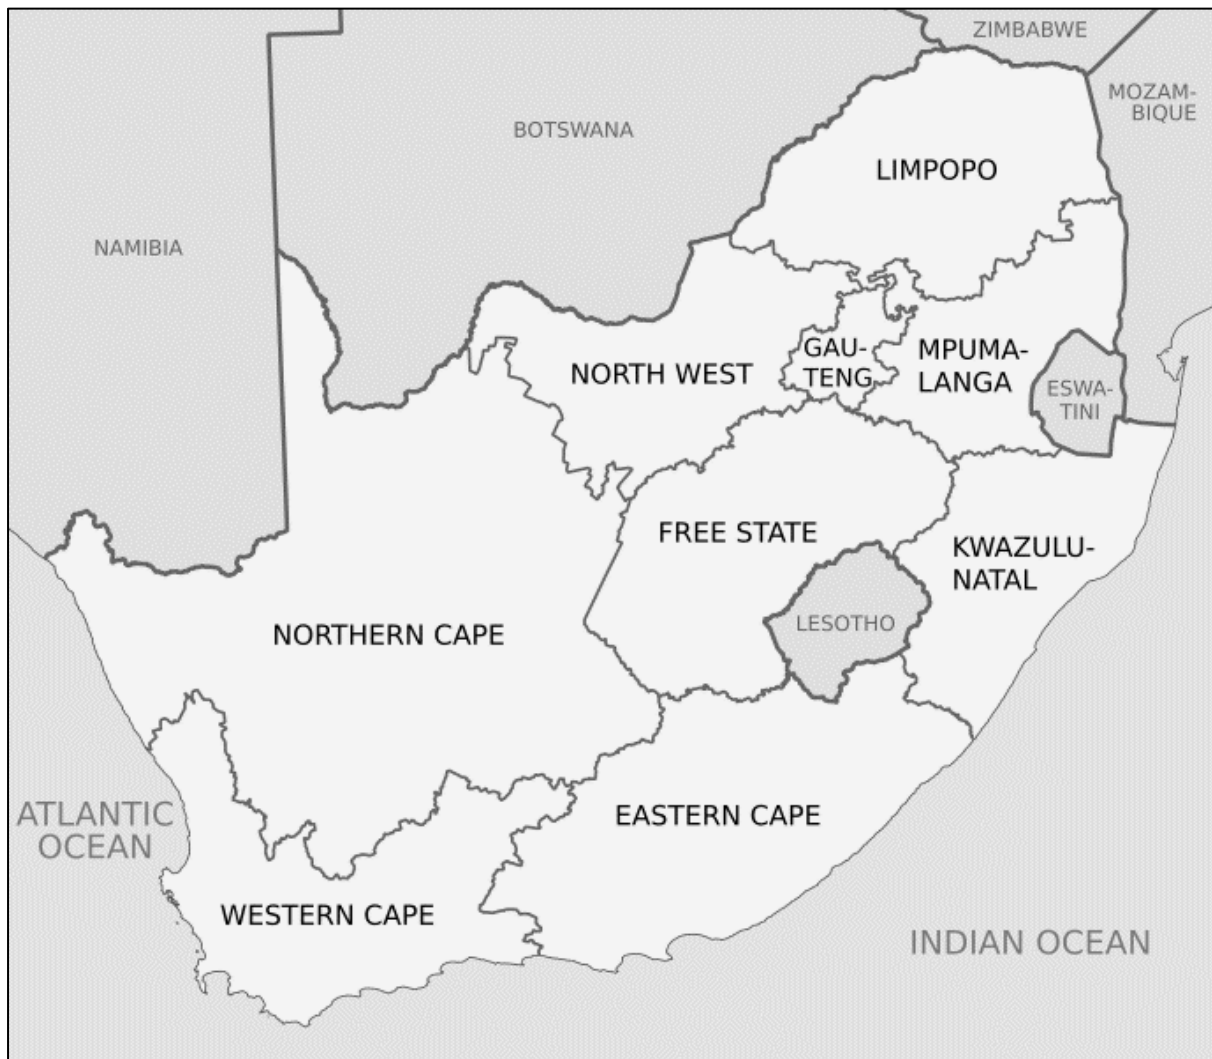 ZIMBABWE
MOZAM-
BIQUE
BOTSWANA
LIMPOPO
NAMIBIA
GAU-
TENG
MPUMA-
LANGA
NORTH WEST
ESWA-
TINI
FREE STATE
KWAZULU-
NATAL
LESOTHO
NORTHERN CAPE
ATLANTIC
OCEAN
EASTERN CAPE
WESTERN CAPE
INDIAN OCEAN